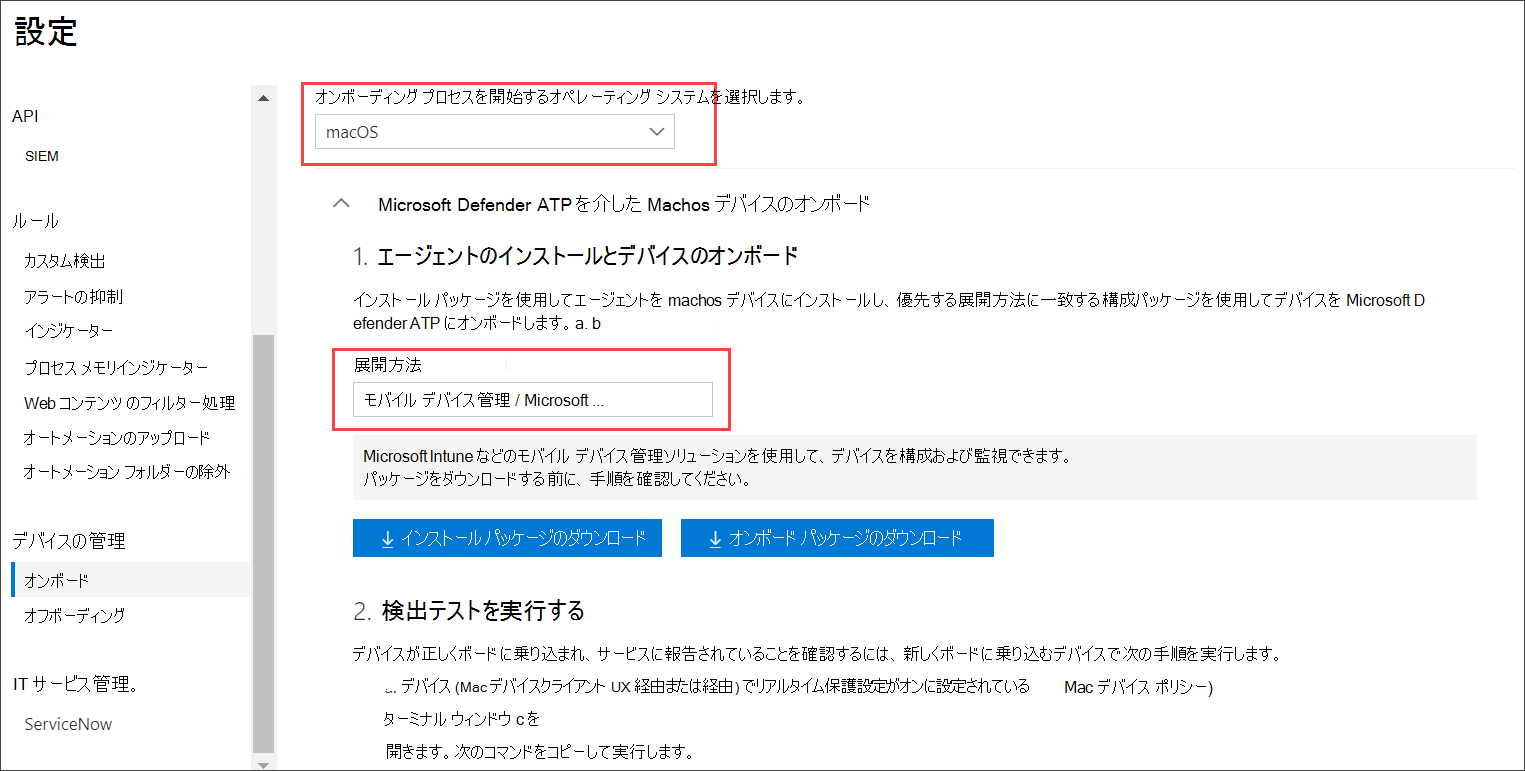 設定
API
SIEM
ルール
カスタム検出
アラートの抑制
インジケーター
プロセス メモリインジケーター
Web コンテンツ のフィルター処理
オートメーションのアップロード
オートメーション フォルダーの除外
デバイスの管理
オンボード
オフボーディング
IT サービス管理。
ServiceNow
オンボーディング プロセスを開始するオペレーティング システムを選択します。
macOS
Microsoft Defender ATPを介した Machos デバイスのオンボード
1. エージェントのインストールとデバイスのオンボード
インストール パッケージを使用してエージェントを machos デバイスにインストールし、優先する展開方法に一致する構成パッケージを使用してデバイスを Microsoft D
efender ATP にオンボードします。a. b
展開方法
モバイル デバイス管理 / Microsoft ...
Microsoft Intune などのモバイル デバイス管理ソリューションを使用して、デバイスを構成および監視できます。
パッケージをダウンロードする前に、手順を確認してください。
インストール パッケージのダウンロード
オンボード パッケージのダウンロード
2. 検出テストを実行する
デバイスが正しくボードに乗り込まれ、サービスに報告されていることを確認するには、新しくボードに乗り込むデバイスで次の手順を実行します。
... デバイス (Mac デバイスクライアント UX 経由または経由) でリアルタイム保護設定がオンに設定されている Mac デバイス ポリシー)
ターミナル ウィンドウ c を
開きます。次のコマンドをコピーして実行します。